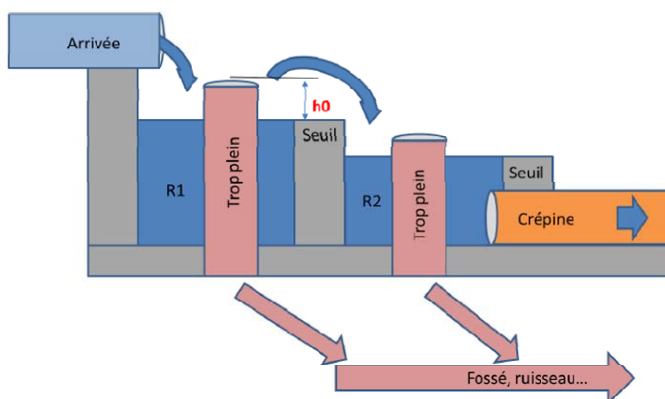 Arrivée
h0
Seuil
Trop plein
R1
R2
Trop plein
Seuil
Crépine
Fossé, ruisseau...